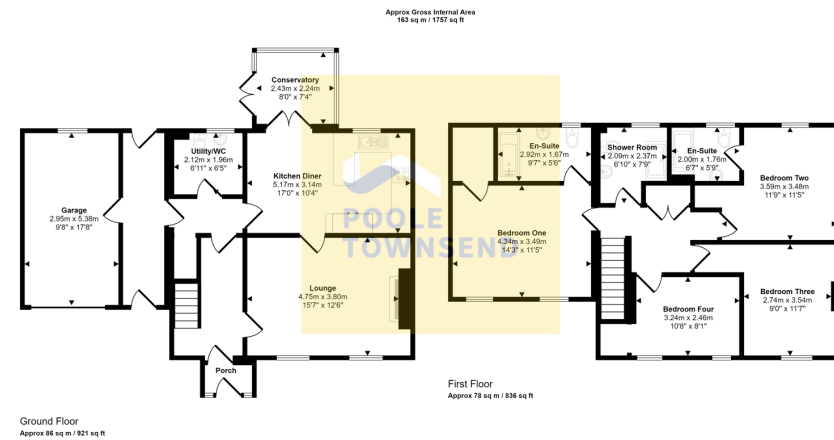 Approx Gross Internal Area
163 sq m / 1757 sq ft
Conservatory
2.43m x 2.24m
8'0" x 7'4"
Utility/WC
2.12m x 1.96m
6'11" x 6'5"
Kitchen Diner
5.17m x 3.14m
17'0" x 10'4"
Garage
2.95m x 5.38m
9'8" x 17'8"
Lounge
4.75m x 3.80m
15'7" x 12'6"
Porch
POOLE
TOWNSEND
En-Suite
2.92m x 1.67m
9'7" x 5'6"
Shower Room
2.09m x 2.37m
6'10" x 7'9"
En-Suite
2.00m x 1.76m
6'7" x 5'9"
Bedroom Two
3.59m x 3.48m
11'9" x 11'5"
Bedroom One
4.34m x 3.49m
14'3" x 11'5"
Bedroom Three
2.74m x 3.54m
9'0" x 11'7"
Bedroom Four
3.24m x 2.46m
10'8" x 8'1"
First Floor
Approx 78 sq m / 836 sq ft
Ground Floor
Approx 86 sq m / 921 sq ft